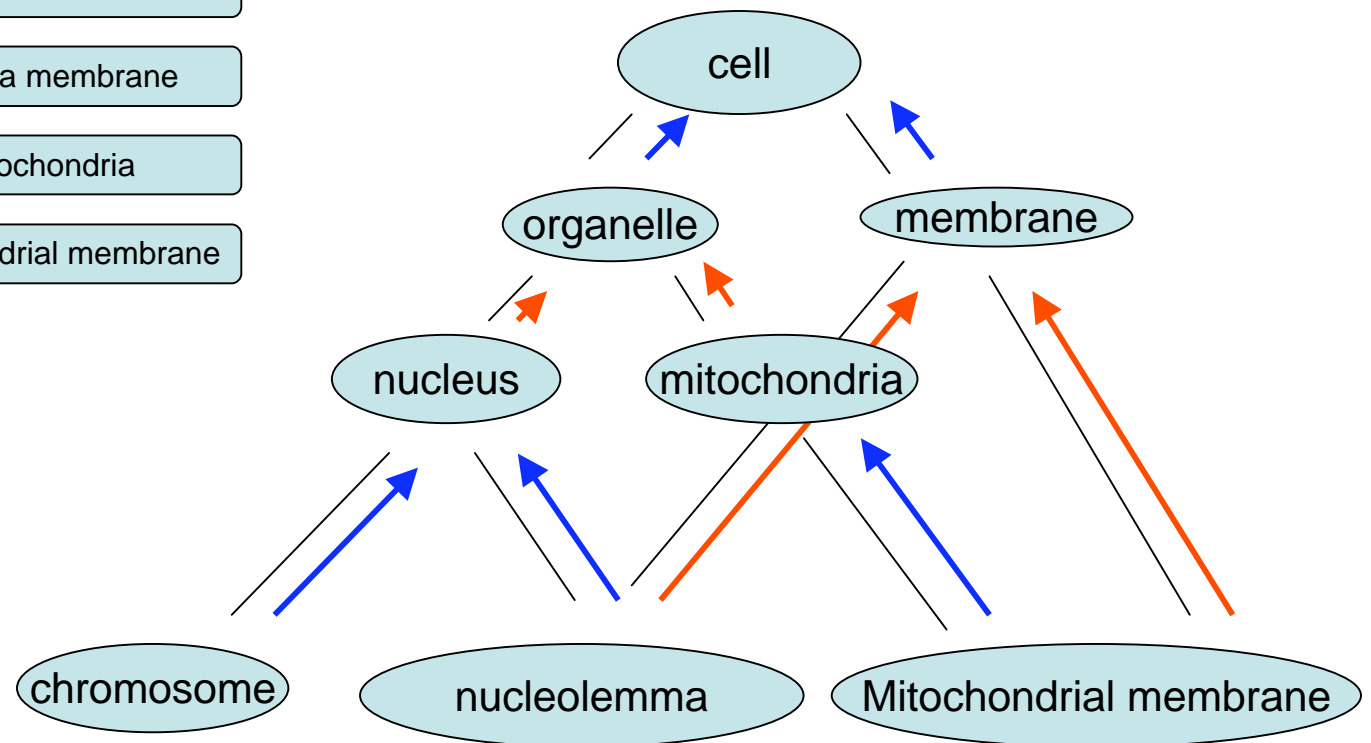 a membrane
ochondria
drial membrane
cell
organelle
membrane
nucleus
mitochondria
chromosome
nucleolemma
Mitochondrial membrane